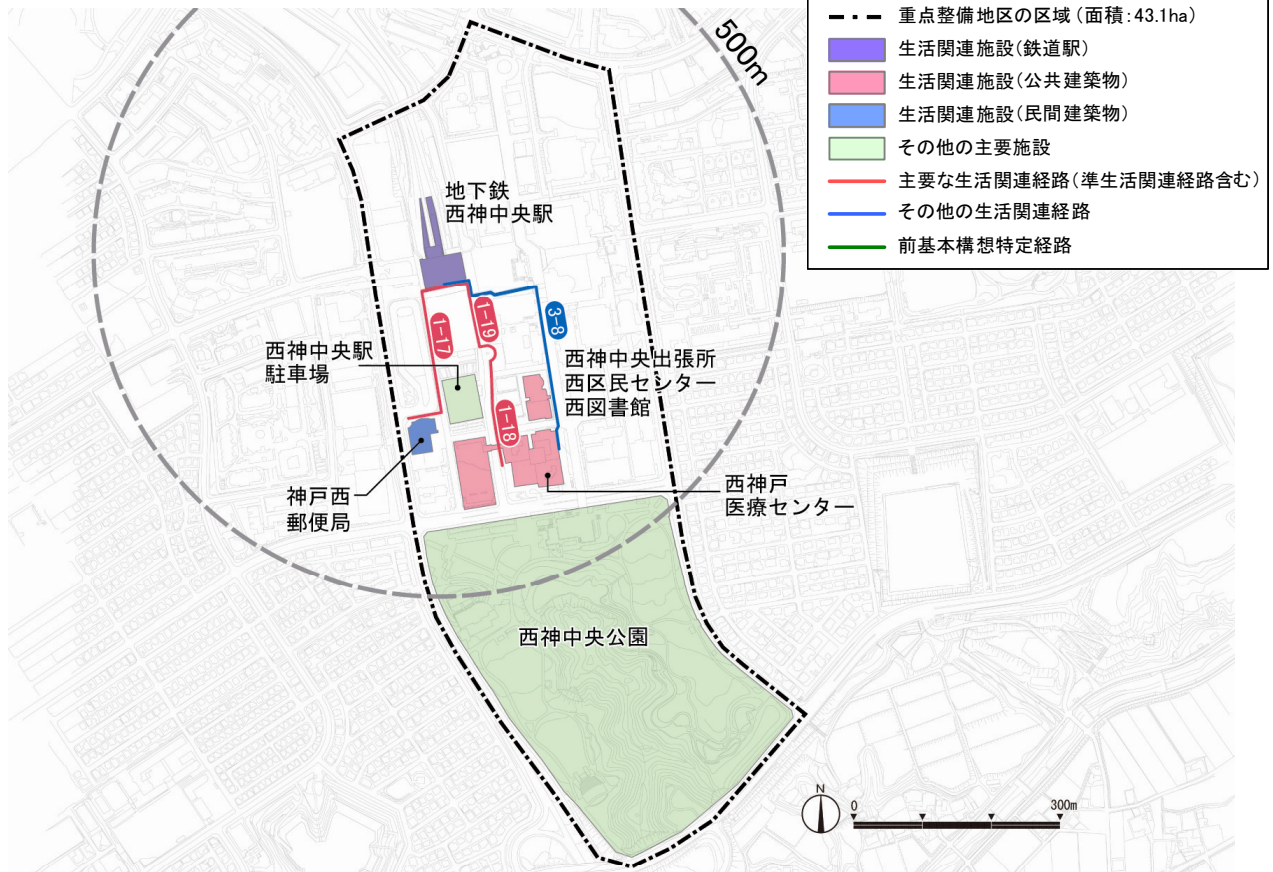 重点整備地区の区域(面積:43.1ha)
生活関連施設(鉄道駅)
生活関連施設(公共建築物)
生活関連施設(民間建築物)
その他の主要施設
主要な生活関連経路(準生活関連経路含む)
その他の生活関連経路
前基本構想特定経路
500m
地下鉄
西神中央駅
1-17
1-19
3-8
西神中央駅
駐車場
西神中央出張所
西区民センター
西図書館
1-18
神戸西
郵便局
西神戸
医療センター
西神中央公園
N
0
300m